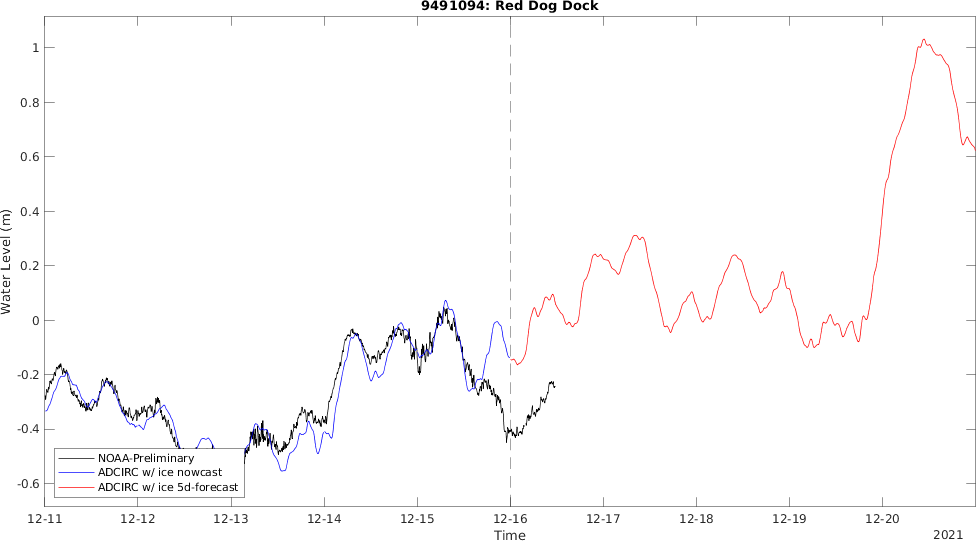 9491094: Red Dog Dock
1
0.8
0.6
0.4
0.2
0
-0.2
-0.4
-0.6
Water Level (m)
NOAA-Preliminary
ADCIRC w/ ice nowcast
ADCIRC w/ ice 5d-forecast
12-11 12-12 12-13 12-14 12-15 12-16 12-17 12-18 12-19 12-20
Time
2021